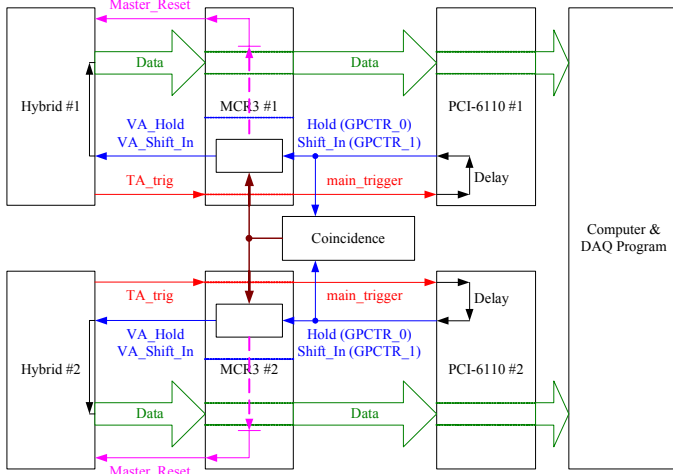 Master_Reset
Data
Data
Hybrid #1
MCR3 #1
PCI-6110 #1
VA_Hold
VA_Shift_In
Hold (GPCTR_0)
Shift_In (GPCTR_1)
TA_trig
main_trigger
Delay
Coincidence
Computer &
DAQ Program
TA_trig
main_trigger
Delay
VA_Hold
VA_Shift_In
Hold (GPCTR_0)
Shift_In (GPCTR_1)
Hybrid #2
MCR3 #2
PCI-6110 #2
Data
Data
Master_Reset